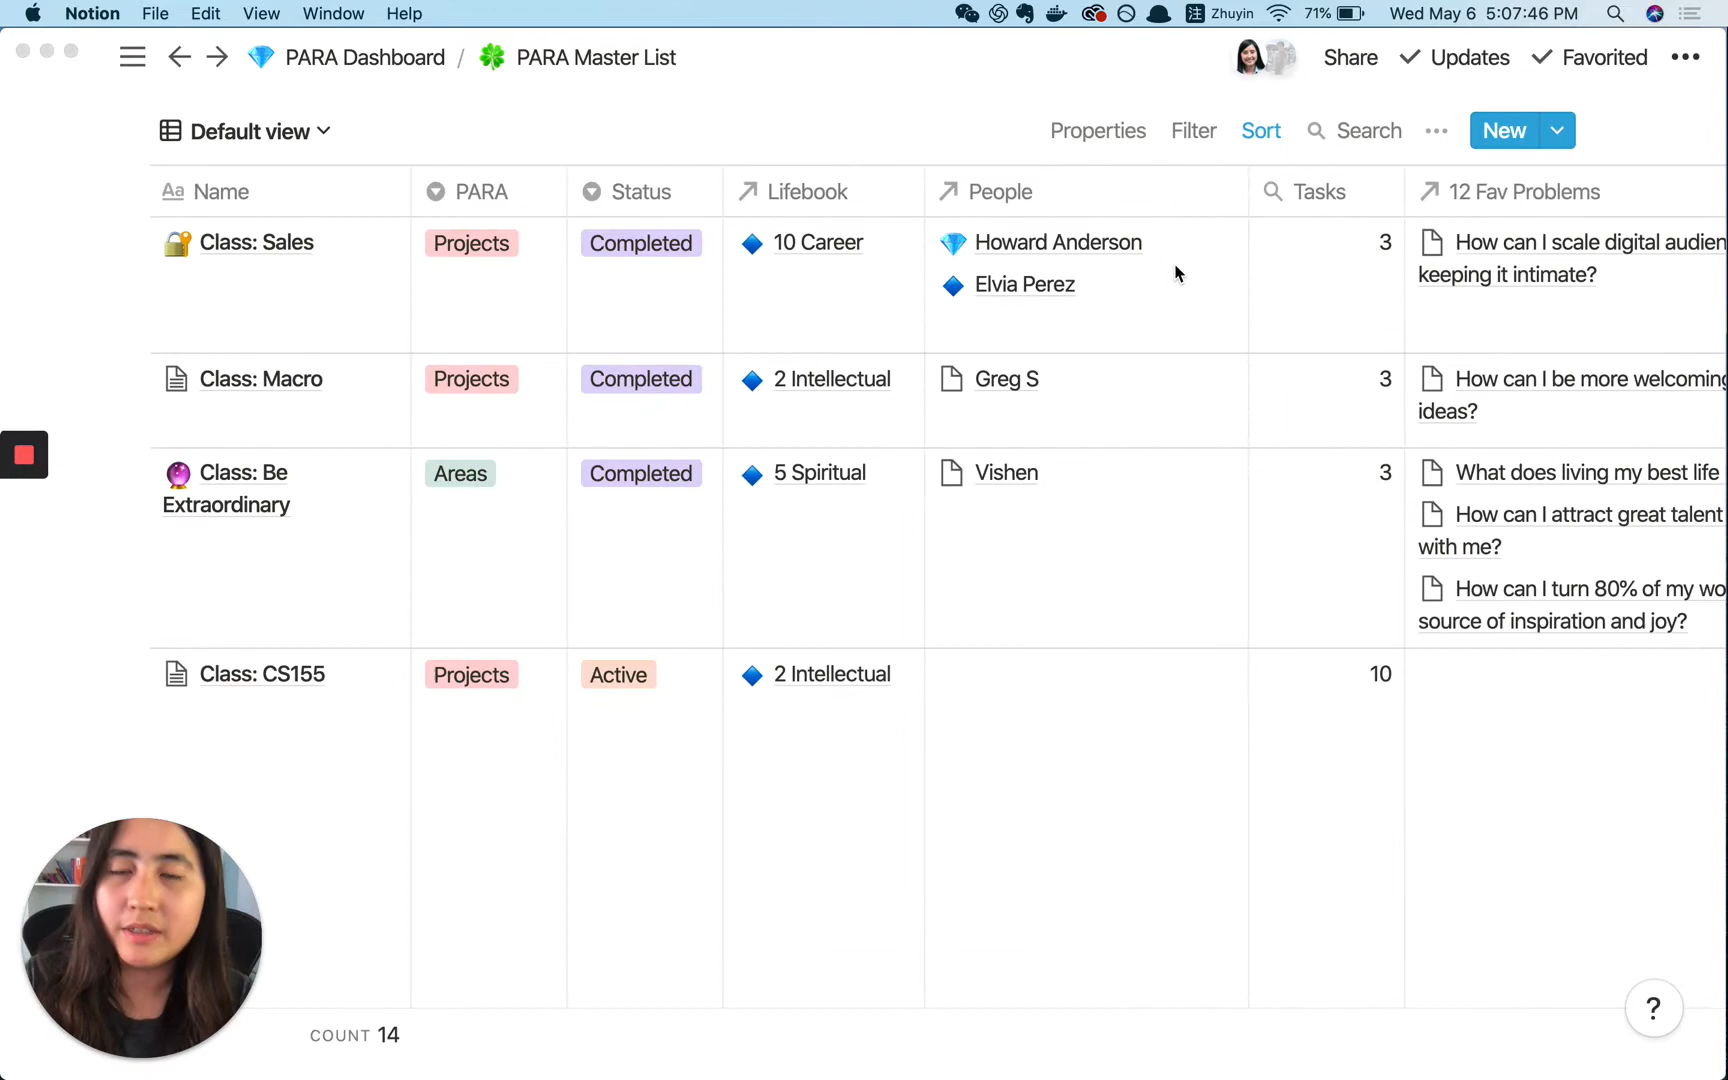 Notion File Edit View Window Help 注 Zhuyin 71% Wed May 6 5:07:46 PM
PARA Dashboard / PARA Master List Share Updates Favorited
Default view Properties Filter Sort Search New
Aa Name PARA Status Lifebook People Tasks 12 Fav Problems
Class: Sales Projects Completed 10 Career Howard Anderson 3 How can I scale digital audien
Elvia Perez keeping it intimate?
Class: Macro Projects Completed 2 Intellectual Greg S 3 How can I be more welcoming
ideas?
Class: Be Areas Completed 5 Spiritual Vishen 3 What does living my best life
Extraordinary How can I attract great talent
with me?
How can I turn 80% of my wo
source of inspiration and joy?
Class: CS155 Projects Active 2 Intellectual 10
COUNT 14
?